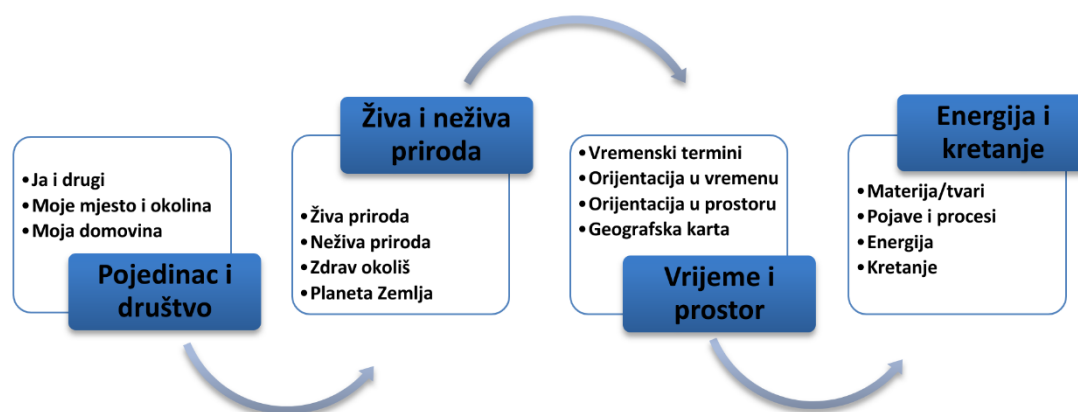 • Ja i drugi
• Moje mjesto i okolina
• Moja domovina
Pojedinac i
društvo
Živa i neživa
priroda
• Živa priroda
• Neživa priroda
• Zdrav okoliš
• Planeta Zemlja
• Vremenski termini
• Orijentacija u vremenu
• Orijentacija u prostoru
• Geografska karta
Vrijeme i
prostor
Energija i
kretanje
• Materija/tvari
• Pojave i procesi
• Energija
• Kretanje